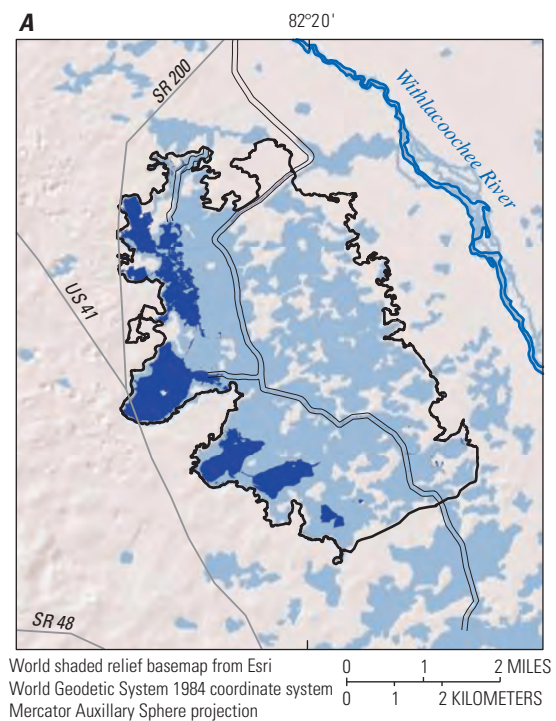 A
82°20'
SR 200
Withlacoochee River
US 41
SR 48
World shaded relief basemap from Esri
World Geodetic System 1984 coordinate system
Mercator Auxillary Sphere projection
0 1 2 MILES
0 1 2 KILOMETERS